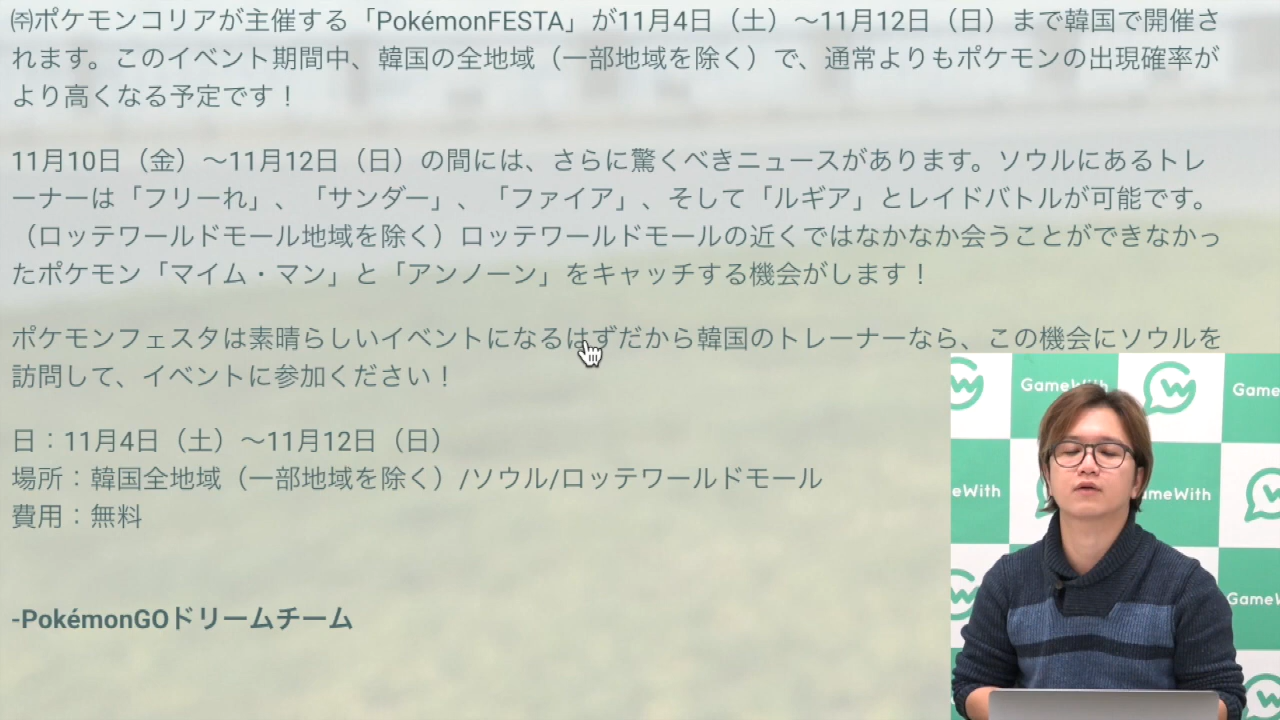 ㈜ポケモンコリアが主催する「PokémonFESTA」が11月4日（土）〜11月12日（日）まで韓国で開催さ
れます。このイベント期間中、韓国の全地域（一部地域を除く）で、通常よりもポケモンの出現確率が
より高くなる予定です！
11月10日（金）〜11月12日（日）の間には、さらに驚くべきニュースがあります。ソウルにあるトレ
ーナーは「フリーれ」、「サンダー」、「ファイア」、そして「ルギア」とレイドバトルが可能です。
（ロッテワールドモール地域を除く）ロッテワールドモールの近くではなかなか会うことができなかっ
たポケモン「マイム・マン」と「アンノーン」をキャッチする機会がします！
ポケモンフェスタは素晴らしいイベントになるはずだから韓国のトレーナーなら、この機会にソウルを
訪問して、イベントに参加ください！
日：11月4日（土）〜11月12日（日）
場所：韓国全地域（一部地域を除く）/ソウル/ロッテワールドモール
費用：無料
-PokémonGOドリームチーム
GameWith
Game
eWith
ameWith
GameW